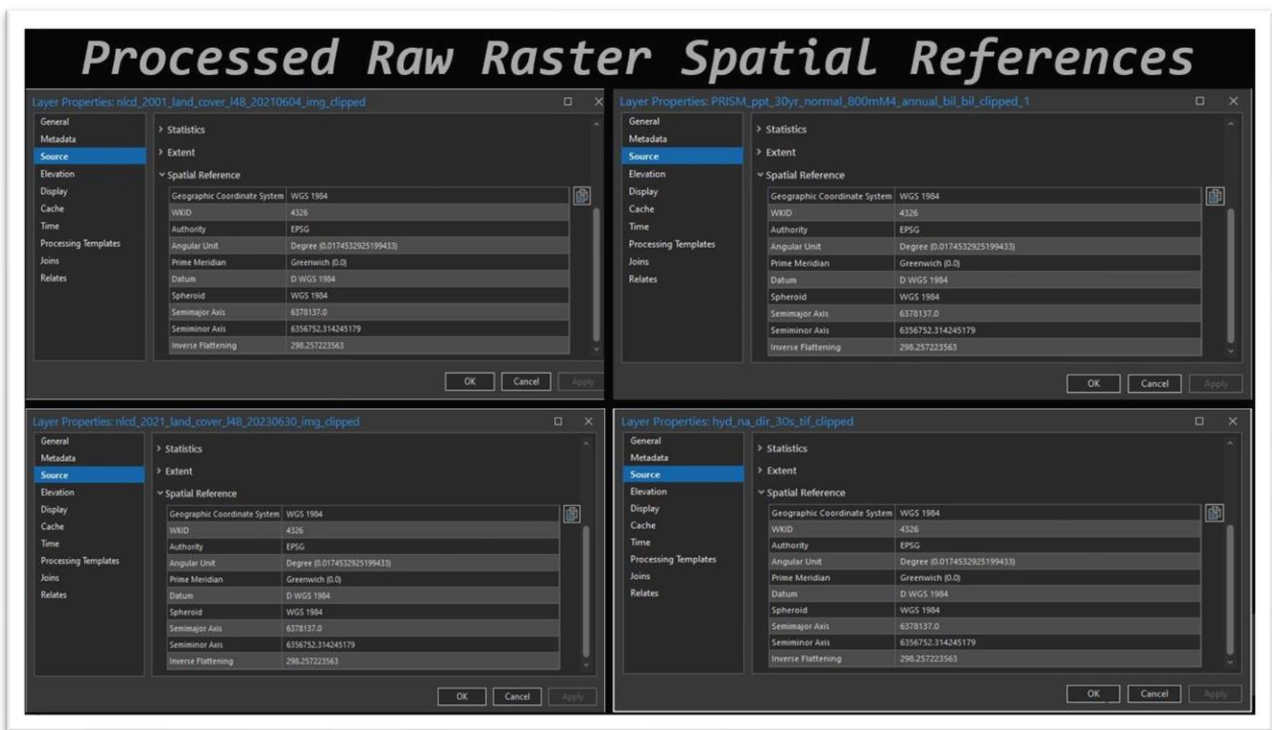 Processed Raw Raster Spatial References
Layer Properties: nlcd_2001_land_cover_l48_20210604_img_clipped
General
Metadata
Source
Elevation
Display
Cache
Time
Processing Templates
Joins
Relates
> Statistics
> Extent
Spatial Reference
Geographic Coordinate System WGS 1984
WKID 4326
Authority EPSG
Angular Unit Degree (0.0174532925199433)
Prime Meridian Greenwich (0.0)
Datum D WGS 1984
Spheroid WGS 1984
Semimajor Axis 6378137.0
Semiminor Axis 6356752.314245179
Inverse Flattening 298.257223563
OK Cancel Apply
Layer Properties: PRISM_ppt_30yr_normal_800mM4_annual_bil_bil_clipped_1
General
Metadata
Source
Elevation
Display
Cache
Time
Processing Templates
Joins
Relates
> Statistics
> Extent
Spatial Reference
Geographic Coordinate System WGS 1984
WKID 4326
Authority EPSG
Angular Unit Degree (0.0174532925199433)
Prime Meridian Greenwich (0.0)
Datum D WGS 1984
Spheroid WGS 1984
Semimajor Axis 6378137.0
Semiminor Axis 6356752.314245179
Inverse Flattening 298.257223563
OK Cancel Apply
Layer Properties: nlcd_2021_land_cover_l48_20230630_img_clipped
General
Metadata
Source
Elevation
Display
Cache
Time
Processing Templates
Joins
Relates
> Statistics
> Extent
Spatial Reference
Geographic Coordinate System WGS 1984
WKID 4326
Authority EPSG
Angular Unit Degree (0.0174532925199433)
Prime Meridian Greenwich (0.0)
Datum D WGS 1984
Spheroid WGS 1984
Semimajor Axis 6378137.0
Semiminor Axis 6356752.314245179
Inverse Flattening 298.257223563
OK Cancel Apply
Layer Properties: hyd_na_dir_30s_tif_clipped
General
Metadata
Source
Elevation
Display
Cache
Time
Processing Templates
Joins
Relates
> Statistics
> Extent
Spatial Reference
Geographic Coordinate System WGS 1984
WKID 4326
Authority EPSG
Angular Unit Degree (0.0174532925199433)
Prime Meridian Greenwich (0.0)
Datum D WGS 1984
Spheroid WGS 1984
Semimajor Axis 6378137.0
Semiminor Axis 6356752.314245179
Inverse Flattening 298.257223563
OK Cancel Apply